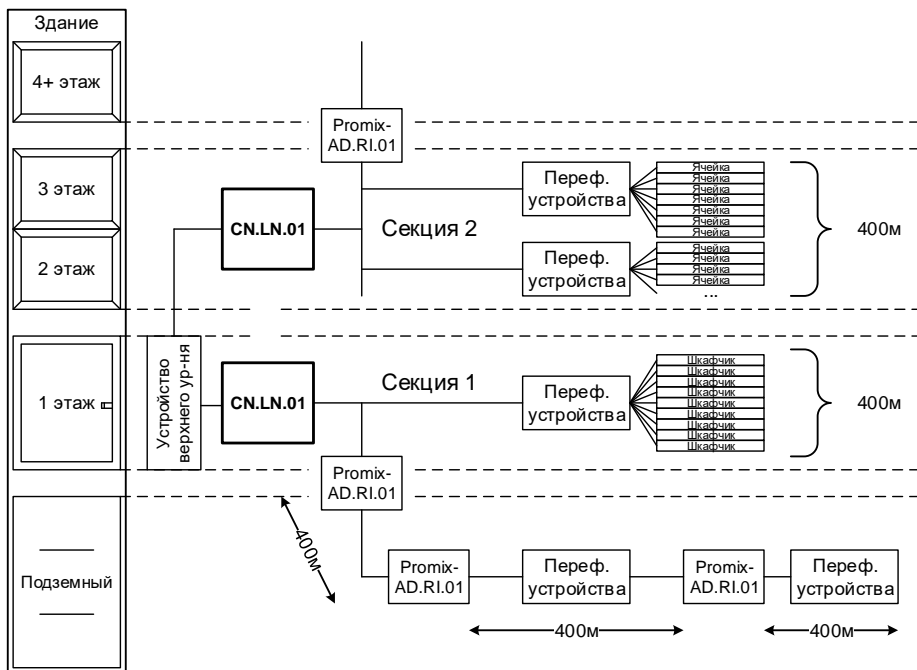 Здание
4+ этаж
Promix-
AD.RI.01
3 этаж
2 этаж
CN.LN.01
Секция 2
Переф.
устройства
Ячейка
Ячейка
Ячейка
Ячейка
Ячейка
Ячейка
Ячейка
400м
Переф.
устройства
Ячейка
Ячейка
Ячейка
Ячейка
...
1 этаж
Устройство
верхнего ур-ня
CN.LN.01
Секция 1
Переф.
устройства
Шкафчик
Шкафчик
Шкафчик
Шкафчик
Шкафчик
Шкафчик
Шкафчик
Шкафчик
Шкафчик
400м
Promix-
AD.RI.01
400м
Подземный
Promix-
AD.RI.01
Переф.
устройства
Promix-
AD.RI.01
Переф.
устройства
400м
400м